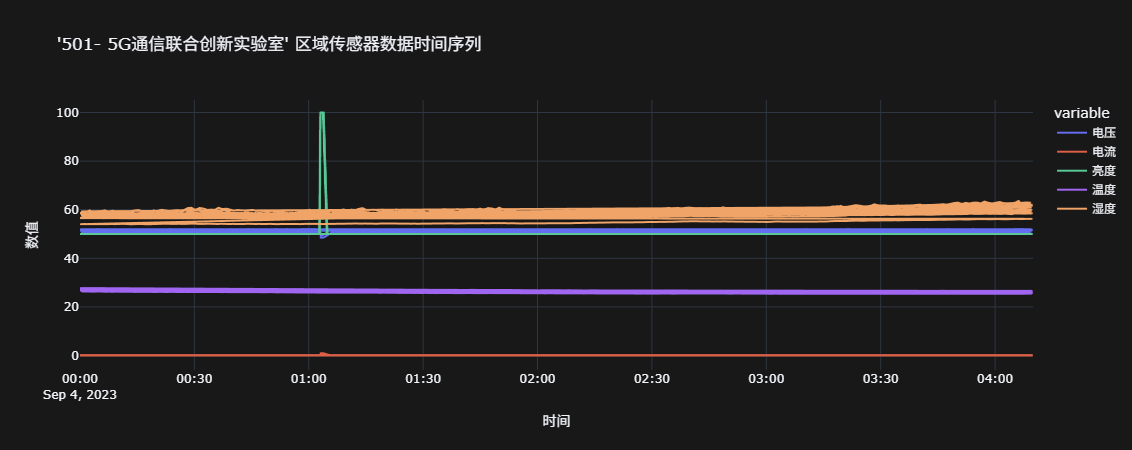 '501- 5G通信联合创新实验室' 区域传感器数据时间序列
variable
电压
电流
亮度
温度
湿度
数值
100
80
60
40
20
0
00:00 00:30 01:00 01:30 02:00 02:30 03:00 03:30 04:00
Sep 4, 2023
时间